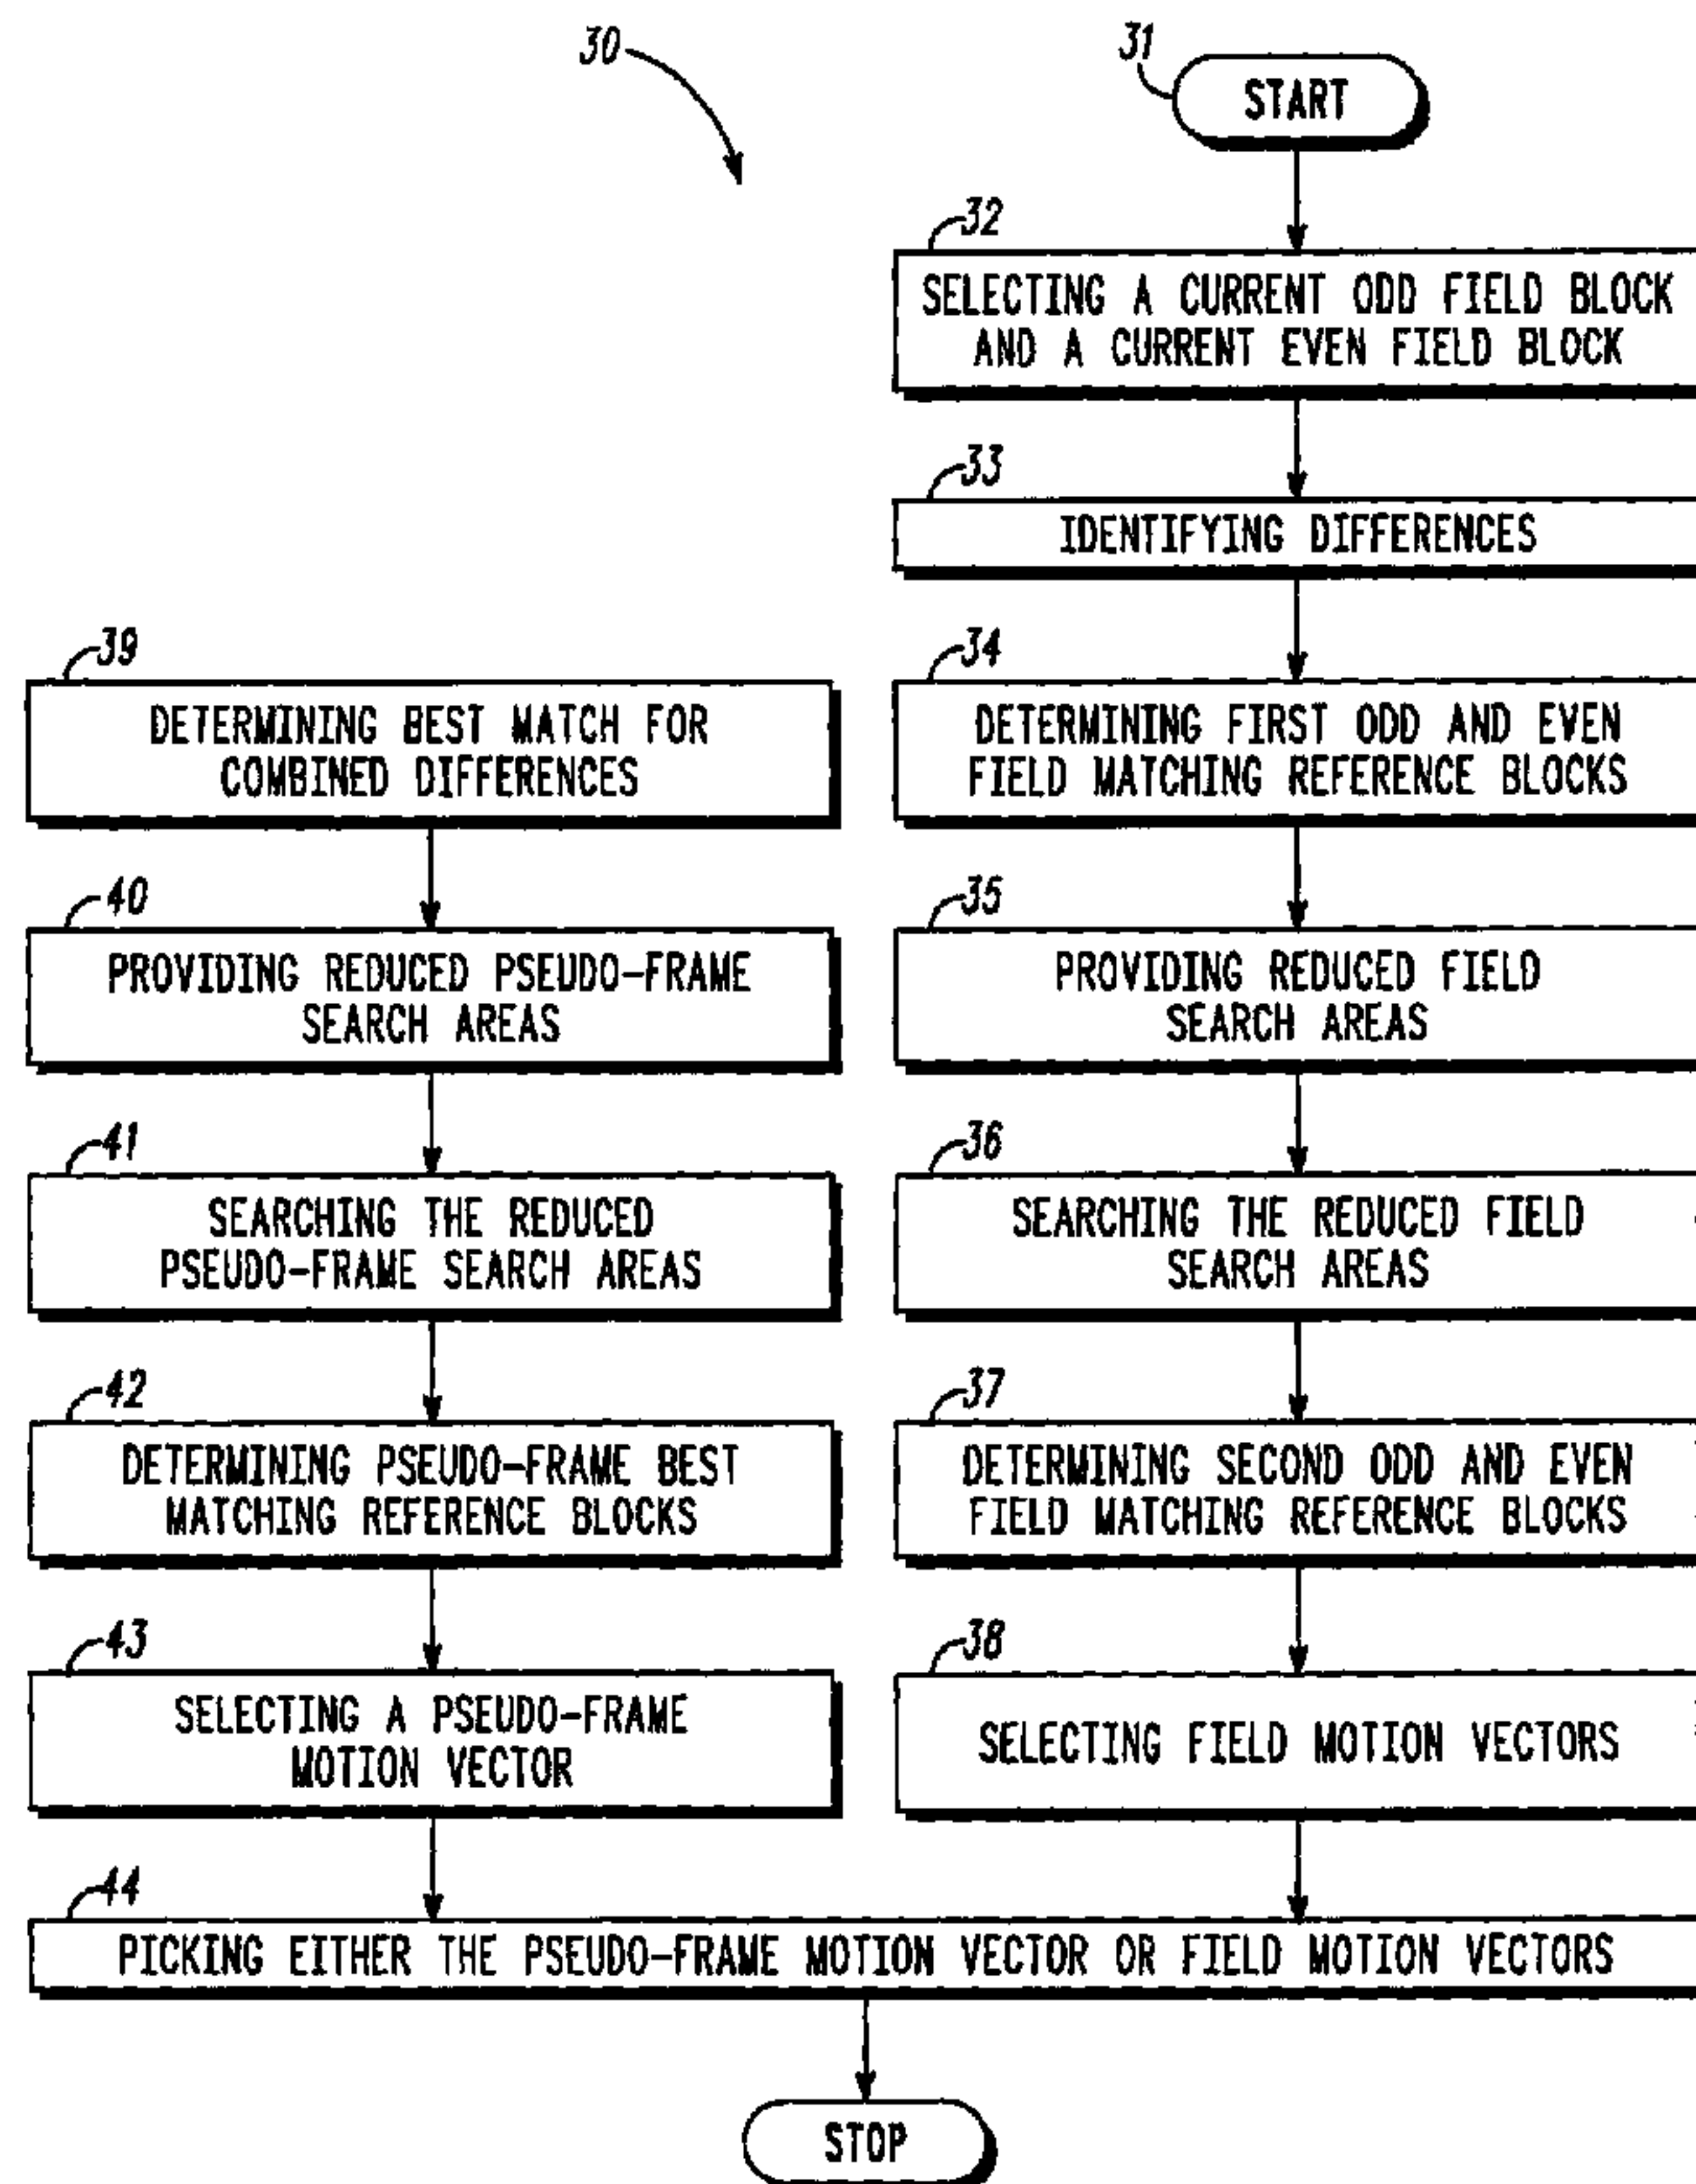 30
31
START
32
SELECTING A CURRENT ODD FIELD BLOCK
AND A CURRENT EVEN FIELD BLOCK
33
IDENTIFYING DIFFERENCES
39
DETERMINING BEST MATCH FOR
COMBINED DIFFERENCES
34
DETERMINING FIRST ODD AND EVEN
FIELD MATCHING REFERENCE BLOCKS
40
PROVIDING REDUCED PSEUDO-FRAME
SEARCH AREAS
35
PROVIDING REDUCED FIELD
SEARCH AREAS
41
SEARCHING THE REDUCED
PSEUDO-FRAME SEARCH AREAS
36
SEARCHING THE REDUCED FIELD
SEARCH AREAS
42
DETERMINING PSEUDO-FRAME BEST
MATCHING REFERENCE BLOCKS
37
DETERMINING SECOND ODD AND EVEN
FIELD MATCHING REFERENCE BLOCKS
43
SELECTING A PSEUDO-FRAME
MOTION VECTOR
38
SELECTING FIELD MOTION VECTORS
44
PICKING EITHER THE PSEUDO-FRAME MOTION VECTOR OR FIELD MOTION VECTORS
STOP